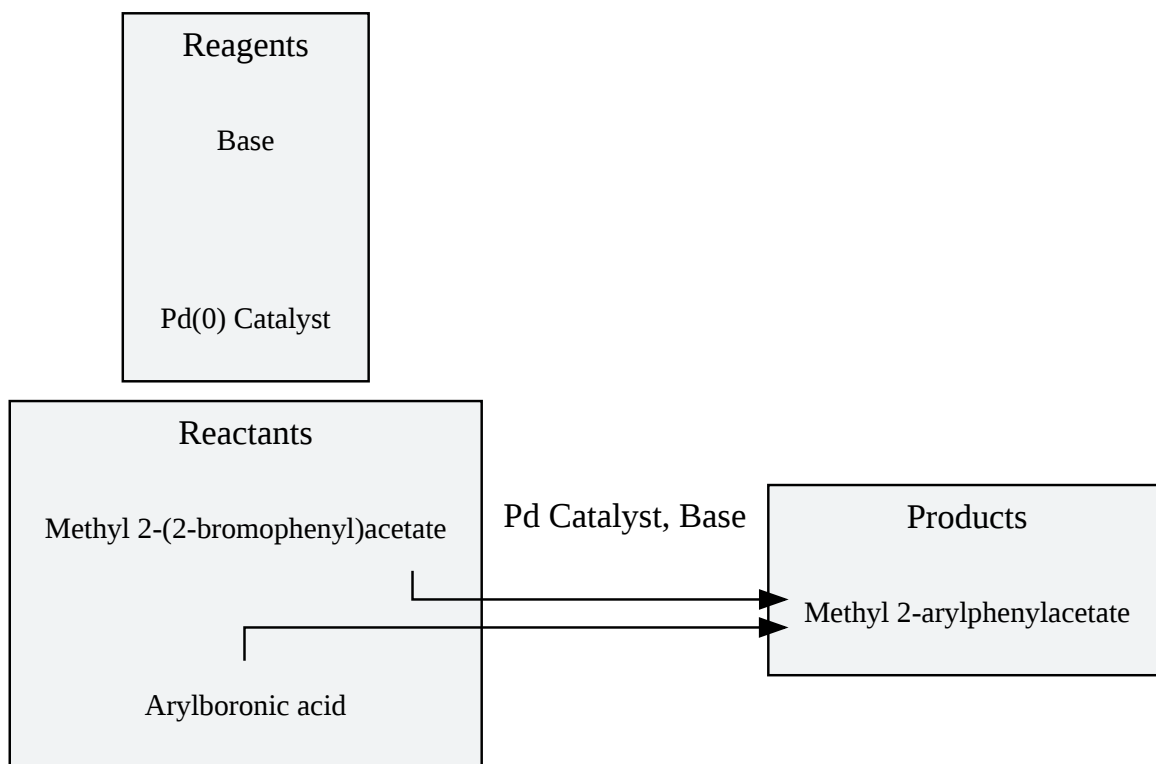 Reagents
Base
Pd(0) Catalyst
Reactants
Methyl 2-(2-bromophenyl)acetate
Arylboronic acid
Pd Catalyst, Base
Products
Methyl 2-arylphenylacetate